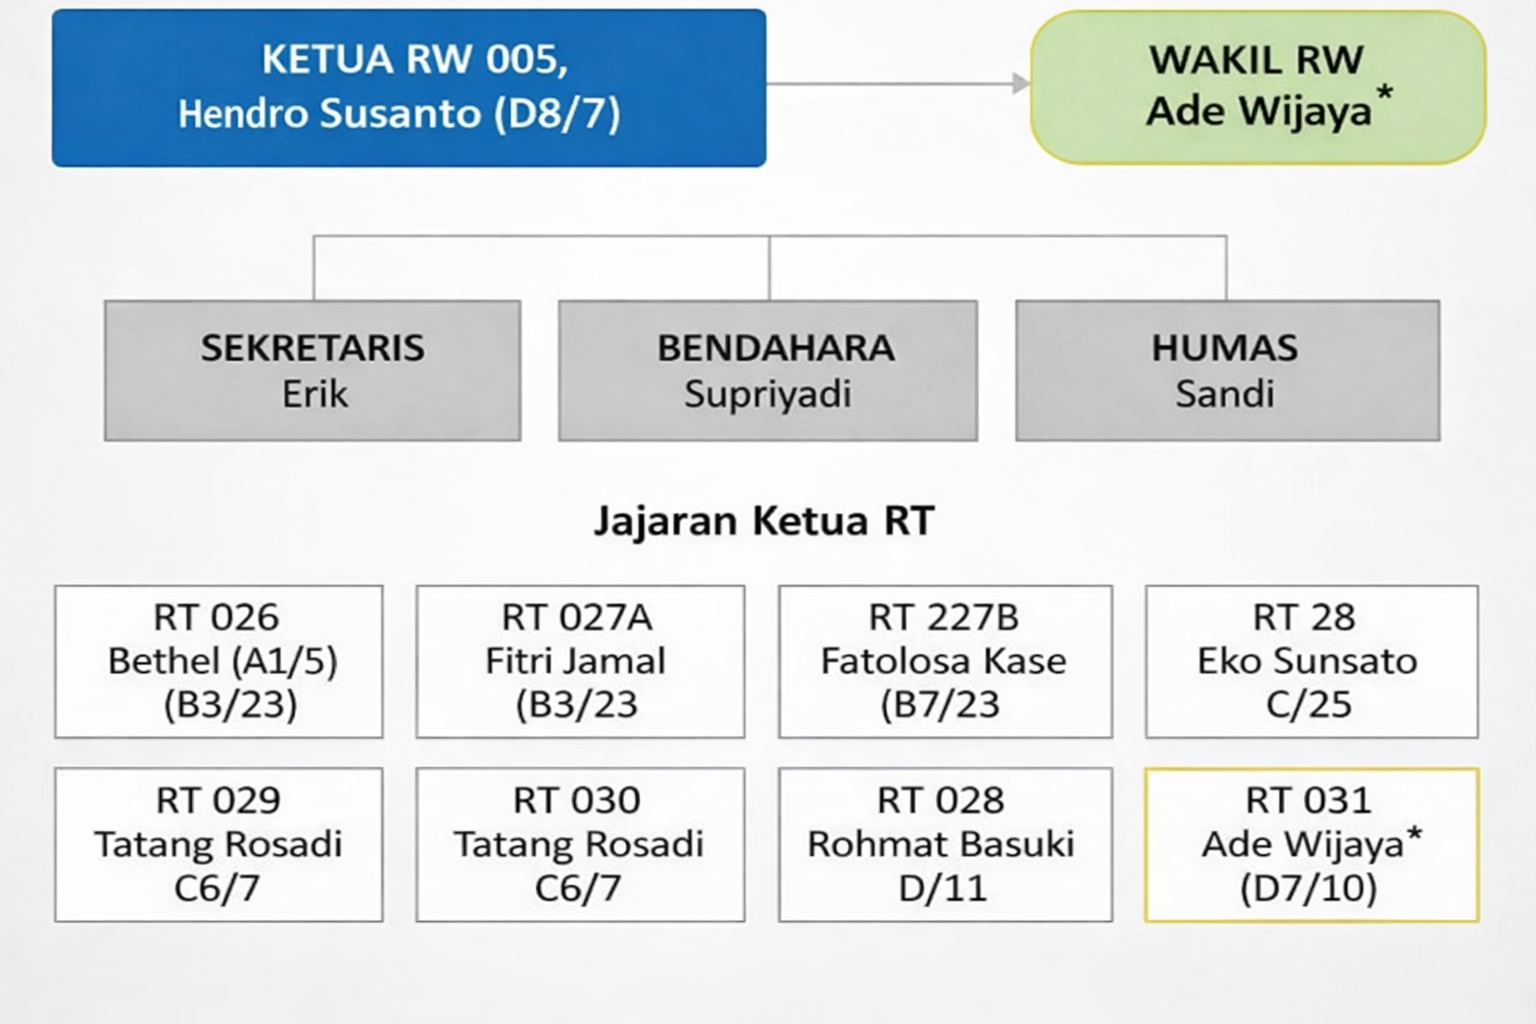 KETUA RW 005,
Hendro Susanto (D8/7)
WAKIL RW
Ade Wijaya*
SEKRETARIS
Erik
BENDAHARA
Supriyadi
HUMAS
Sandi
Jajaran Ketua RT
RT 026
Bethel (A1/5)
(B3/23)
RT 027A
Fitri Jamal
(B3/23
RT 227B
Fatolosa Kase
(B7/23
RT 28
Eko Sunsato
C/25
RT 029
Tatang Rosadi
C6/7
RT 030
Tatang Rosadi
C6/7
RT 028
Rohmat Basuki
D/11
RT 031
Ade Wijaya*
(D7/10)